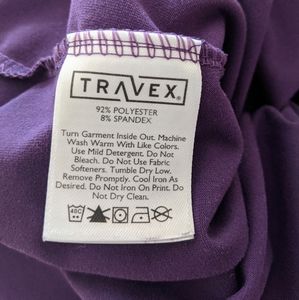 TRAVEX
92% POLYESTER
8% SPANDEX
Turn Garment Inside Out. Machine
Wash Warm With Like Colors.
Use Mild Detergent. Do Not
Bleach. Do Not Use Fabric
Softeners. Tumble Dry Low.
Remove Promptly. Cool Iron As
Desired. Do Not Iron On Print. Do
Not Dry Clean.
40C